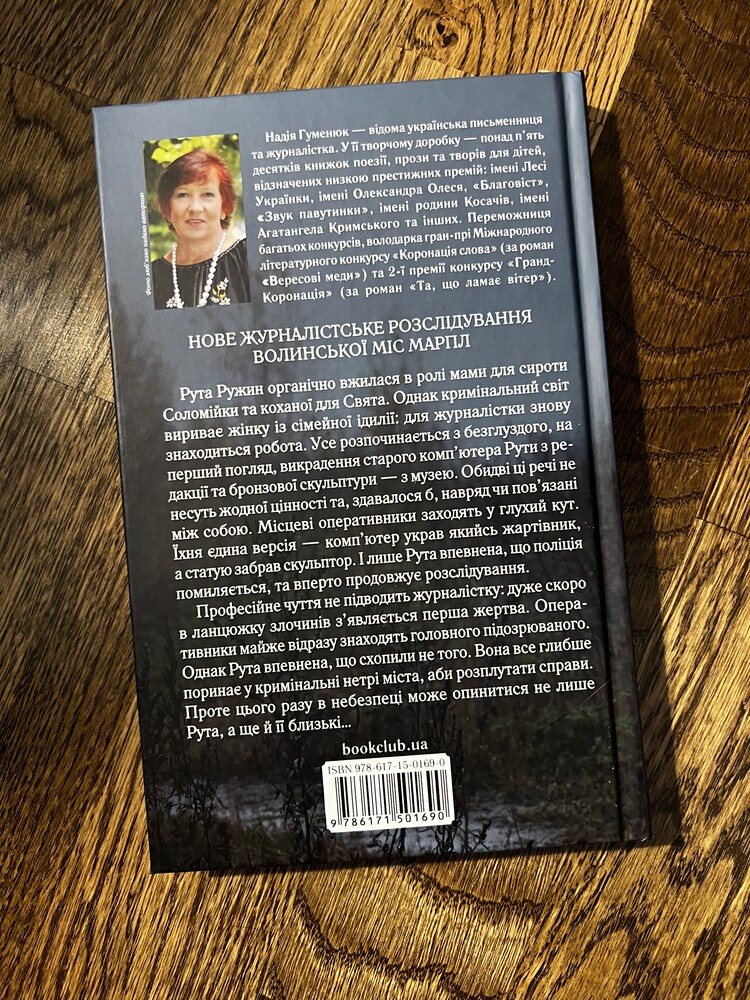 Надія Гуменюк — відома українська письменниця
та журналістка. У її творчому доробку — понад п'ять
десятків книжок поезії, прози та творів для дітей,
відзначених низкою престижних премій: імені Лесі
Українки, імені Олександра Олеся, «Благовіст»,
«Звук павутинки», імені родини Косачів, імені
Агатангела Кримського та інших. Переможниця
багатьох конкурсів, володарка гран-прі Міжнародного
літературного конкурсу «Коронація слова» (за роман
«Вересові меди») та 2-ї премії конкурсу «Гранд-
Коронація» (за роман «Та, що ламає вітер»).
НОВЕ ЖУРНАЛІСТСЬКЕ РОЗСЛІДУВАННЯ
ВОЛИНСЬКОЇ МІС МАРПЛ
Рута Ружин органічно вжилася в ролі мами для сироти
Соломійки та коханої для Свята. Однак кримінальний світ
вириває жінку із сімейної ідилії: для журналістки знову
знаходиться робота. Усе розпочинається з безглуздого, на
перший погляд, викрадення старого комп'ютера Рути з ре-
дакції та бронзової скульптури — з музею. Обидві ці речі не
несуть жодної цінності та, здавалося б, навряд чи пов'язані
між собою. Місцеві оперативники заходять у глухий кут.
Їхня єдина версія — комп'ютер украв якийсь жартівник,
а статую забрав скульптор. І лише Рута впевнена, що поліція
помиляється, та вперто продовжує розслідування.
Професійне чуття не підводить журналістку: дуже скоро
в ланцюжку злочинів з'являється перша жертва. Опера-
тивники майже відразу знаходять головного підозрюваного.
Однак Рута впевнена, що схопили не того. Вона все глибше
поринає у кримінальні нетрі міста, аби розплутати справи.
Проте цього разу в небезпеці може опинитися не лише
Рута, а ще й її близькі...
bookclub.ua
ISBN 978-617-15-0169-0
9 786171 501690